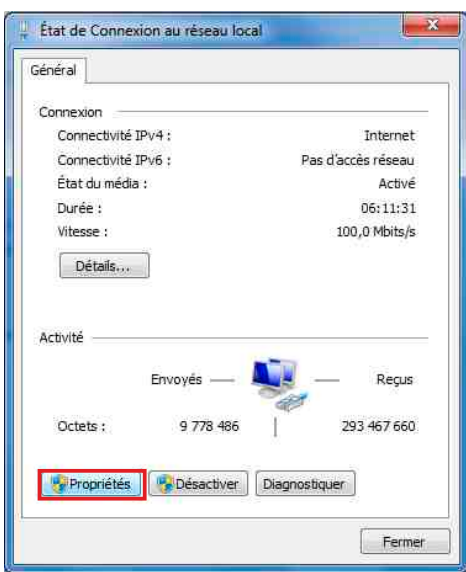 État de Connexion au réseau local
Général
Connexion
Connectivité IPv4 : Internet
Connectivité IPv6 : Pas d'accès réseau
État du média : Activé
Durée : 06:11:31
Vitesse : 100,0 Mbits/s
Détails...
Activité
Envoyés Reçus
Octets : 9 778 486 293 467 660
Propriétés Désactiver Diagnostiquer
Fermer